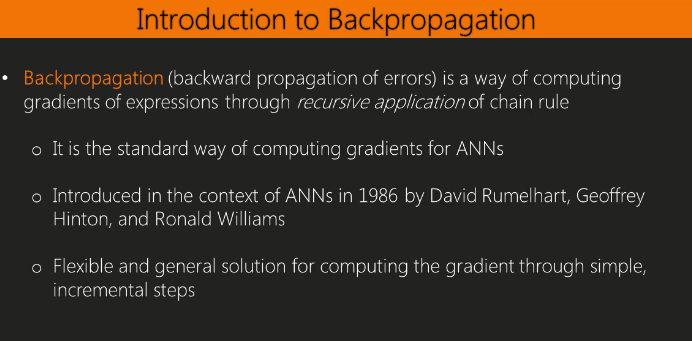 Introduction to Backpropagation
• Backpropagation (backward propagation of errors) is a way of computing
gradients of expressions through recursive application of chain rule
o It is the standard way of computing gradients for ANNs
o Introduced in the context of ANNs in 1986 by David Rumelhart, Geoffrey
Hinton, and Ronald Williams
o Flexible and general solution for computing the gradient through simple,
incremental steps